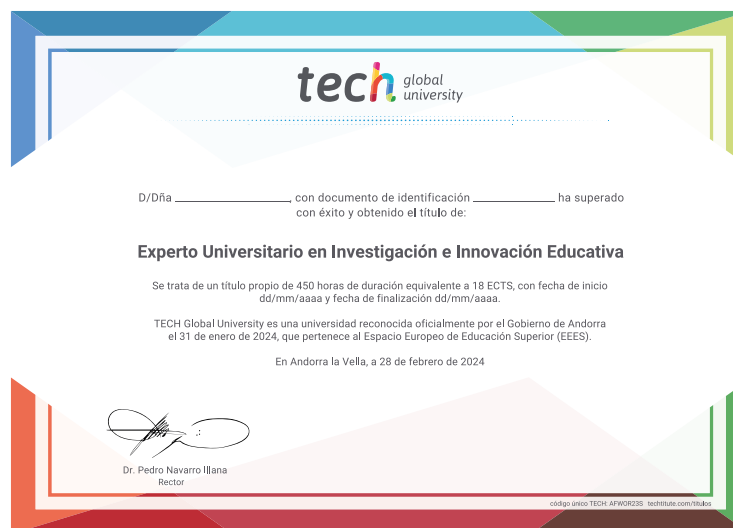 tech global
university
D/Dña ____________, con documento de identificación ____________ ha superado
con éxito y obtenido el título de:
Experto Universitario en Investigación e Innovación Educativa
Se trata de un título propio de 450 horas de duración equivalente a 18 ECTS, con fecha de inicio
dd/mm/aaaa y fecha de finalización dd/mm/aaaa.
TECH Global University es una universidad reconocida oficialmente por el Gobierno de Andorra
el 31 de enero de 2024, que pertenece al Espacio Europeo de Educación Superior (EEES).
En Andorra la Vella, a 28 de febrero de 2024
Dr. Pedro Navarro Illana
Rector
código único TECH: AFWOR23S techtitute.com/titulos